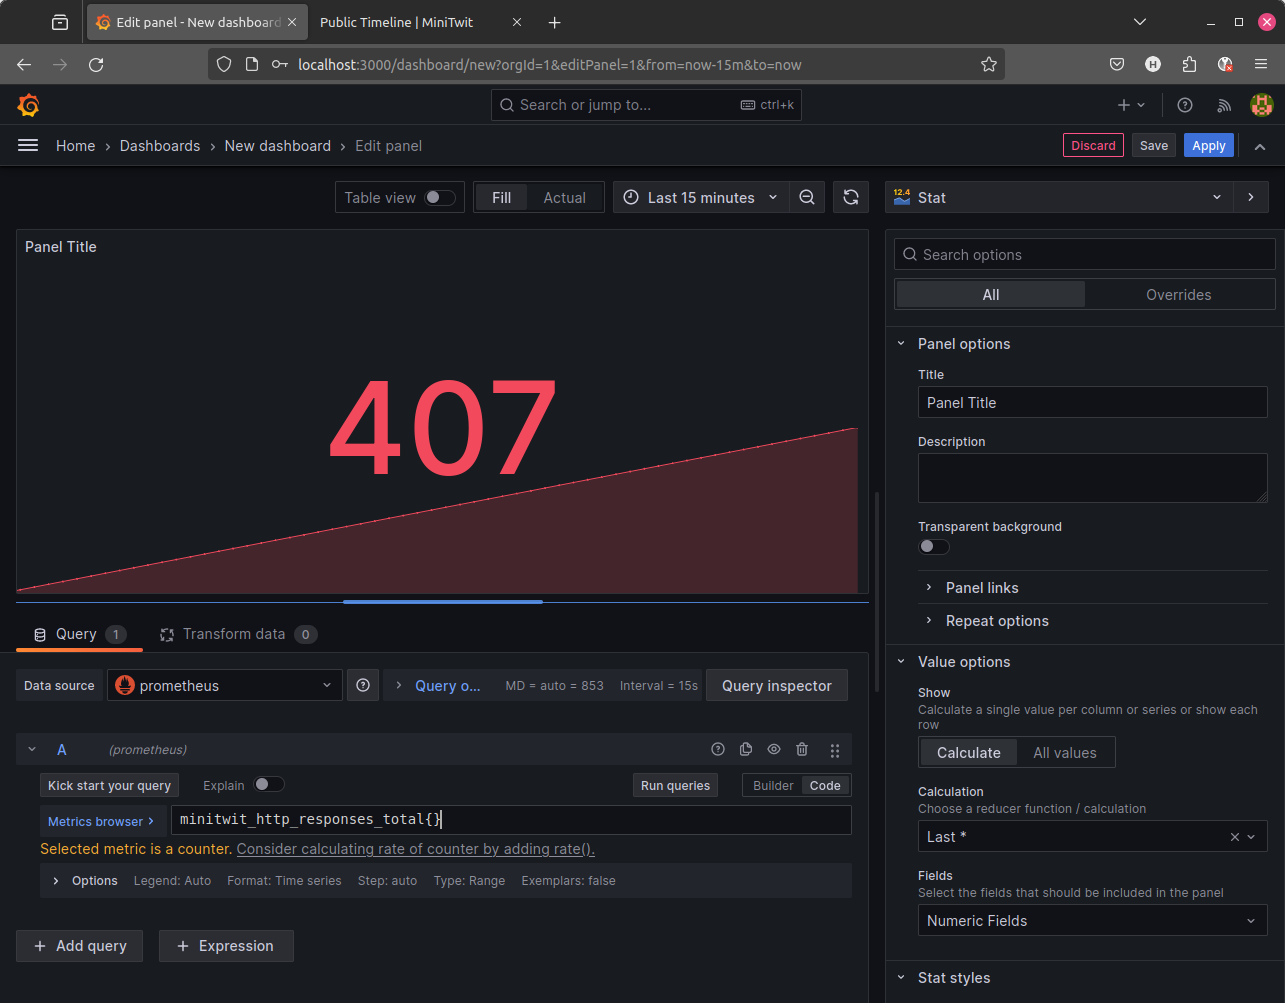 Edit panel - New dashboard
Public Timeline | MiniTwit
localhost:3000/dashboard/new?orgId=1&editPanel=1&from=now-15m&to=now
H
Search or jump to...
ctrl+k
Home › Dashboards › New dashboard › Edit panel
Discard
Save
Apply
Table view
Fill
Actual
Last 15 minutes
12.4
Stat
Panel Title
407
Search options
All
Overrides
Panel options
Title
Panel Title
Description
Transparent background
Panel links
Repeat options
Value options
Show
Calculate a single value per column or series or show each
row
Calculate
All values
Calculation
Choose a reducer function / calculation
Last *
Fields
Select the fields that should be included in the panel
Numeric Fields
Stat styles
Query 1
Transform data 0
Data source
prometheus
Query o...
MD = auto = 853
Interval = 15s
Query inspector
A
(prometheus)
Kick start your query
Explain
Run queries
Builder
Code
Metrics browser
minitwit_http_responses_total{}
Selected metric is a counter. Consider calculating rate of counter by adding rate().
Options
Legend: Auto
Format: Time series
Step: auto
Type: Range
Exemplars: false
+ Add query
+ Expression